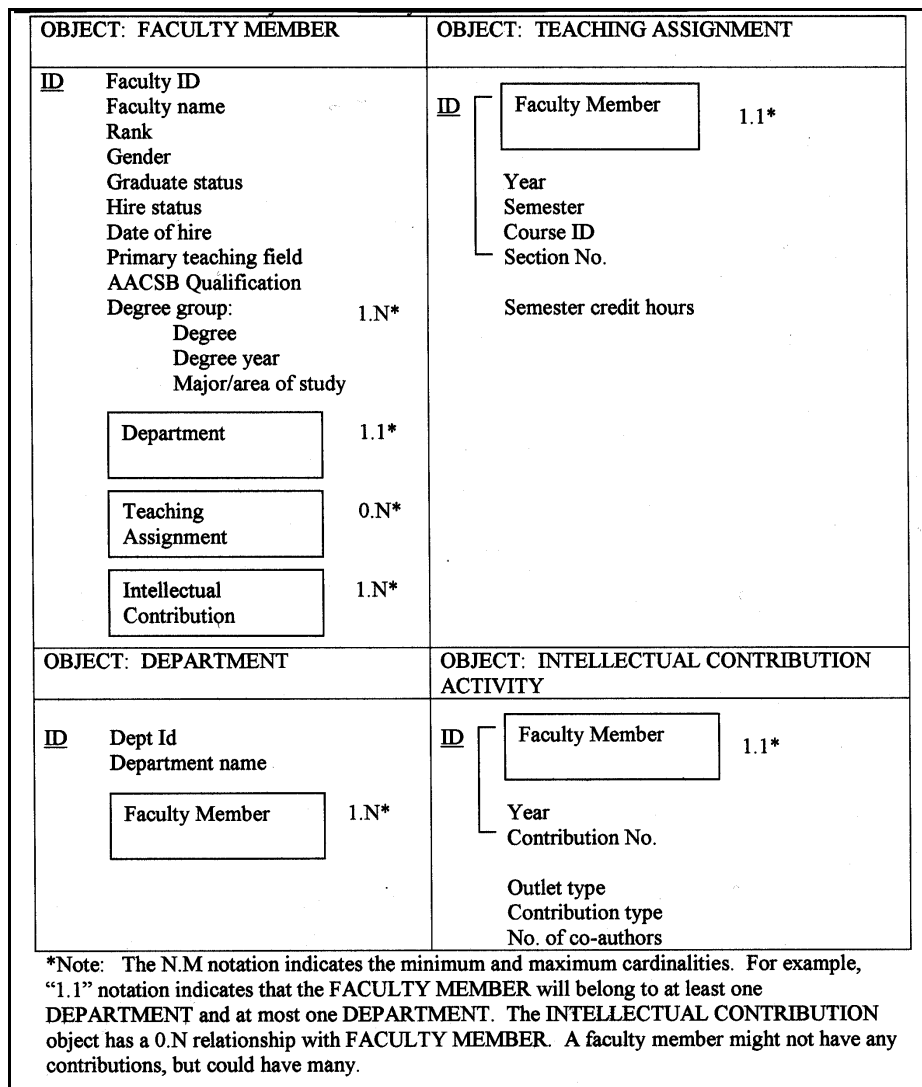 OBJECT: FACULTY MEMBER
ID Faculty ID
Faculty name
Rank
Gender
Graduate status
Hire status
Date of hire
Primary teaching field
AACSB Qualification
Degree group: 1.N*
Degree
Degree year
Major/area of study
Department 1.1*
Teaching 0.N*
Assignment
Intellectual 1.N*
Contribution
OBJECT: TEACHING ASSIGNMENT
ID Faculty Member 1.1*
Year
Semester
Course ID
Section No.
Semester credit hours
OBJECT: DEPARTMENT
ID Dept Id
Department name
Faculty Member 1.N*
OBJECT: INTELLECTUAL CONTRIBUTION
ACTIVITY
ID Faculty Member 1.1*
Year
Contribution No.
Outlet type
Contribution type
No. of co-authors
*Note: The N.M notation indicates the minimum and maximum cardinalities. For example,
“1.1” notation indicates that the FACULTY MEMBER will belong to at least one
DEPARTMENT and at most one DEPARTMENT. The INTELLECTUAL CONTRIBUTION
object has a 0.N relationship with FACULTY MEMBER. A faculty member might not have any
contributions, but could have many.